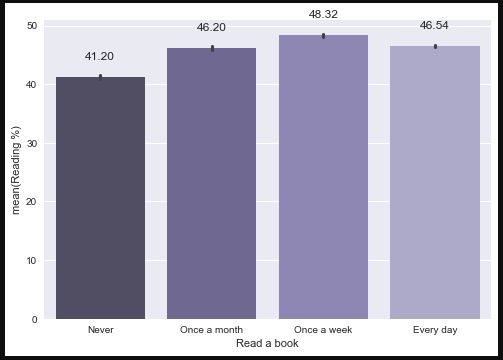 48.32
46.20
46.54
41.20
50
40
30
20
10
0
mean(Reading %)
Never
Once a month
Once a week
Every day
Read a book